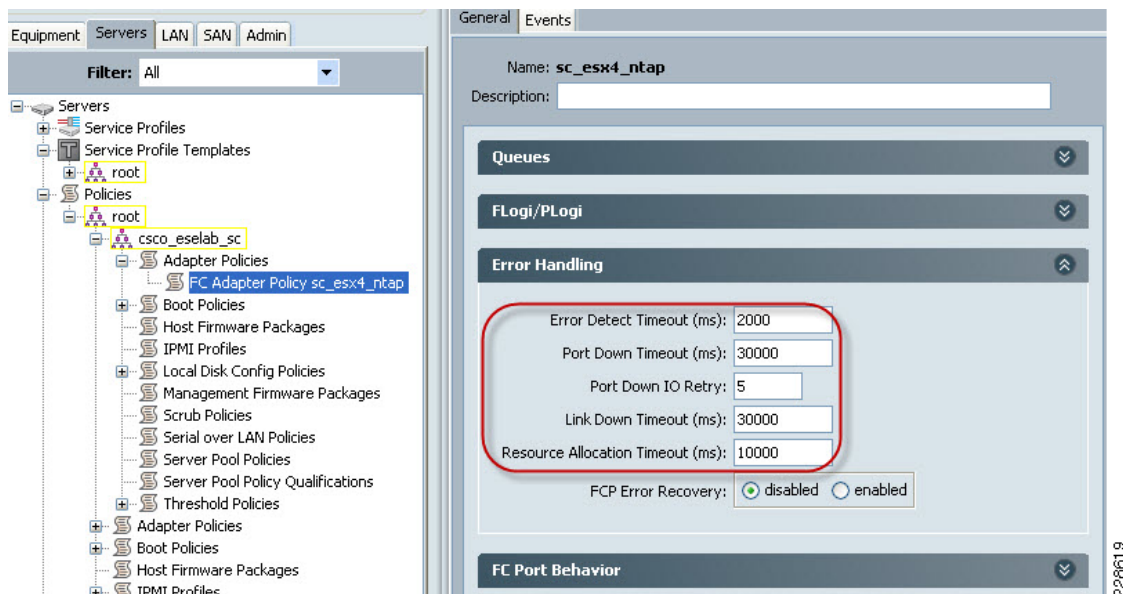 Equipment Servers LAN SAN Admin
Filter: All
Servers
Service Profiles
Service Profile Templates
root
Policies
root
csco_eselab_sc
Adapter Policies
FC Adapter Policy sc_esx4_ntap
Boot Policies
Host Firmware Packages
IPMI Profiles
Local Disk Config Policies
Management Firmware Packages
Scrub Policies
Serial over LAN Policies
Server Pool Policies
Server Pool Policy Qualifications
Threshold Policies
Adapter Policies
Boot Policies
Host Firmware Packages
IPMI Profiles
General Events
Name: sc_esx4_ntap
Description:
Queues
FLogi/PLogi
Error Handling
Error Detect Timeout (ms): 2000
Port Down Timeout (ms): 30000
Port Down IO Retry: 5
Link Down Timeout (ms): 30000
Resource Allocation Timeout (ms): 10000
FCP Error Recovery: disabled enabled
FC Port Behavior
228619